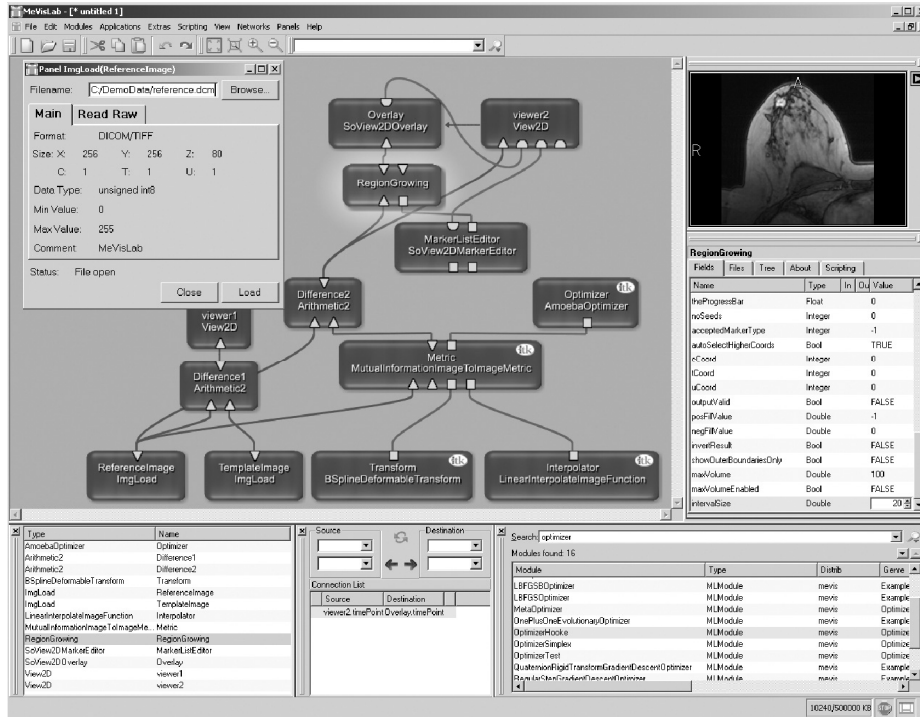 MeVisLab - [* untitled 1]
File Edit Modules Applications Extras Scripting View Networks Panels Help
Panel ImgLoad(ReferenceImage)
Filename: C:/DemoData/reference.dcm Browse...
Main Read Raw
Format: DICOM/TIFF
Size: X: 256 Y: 256 Z: 80
C: 1 T: 1 U: 1
Data Type: unsigned int8
Min Value: 0
Max Value: 255
Comment: MeVisLab
Status: File open
Close Load
Overlay
SoView2DOverlay
viewer2
View2D
RegionGrowing
MarkerListEditor
SoView2DMarkerEditor
Difference2
Arithmetic2
Optimizer
AmoebaOptimizer
itk
viewer1
View2D
Metric
MutualInformationImageToImageMetric
itk
Difference1
Arithmetic2
ReferenceImage
ImgLoad
TemplateImage
ImgLoad
Transform
BSplineDeformableTransform
itk
Interpolator
LinearInterpolateImageFunction
itk
A
R
RegionGrowing
Fields Files Tree About Scripting
Name Type In Ou Value
theProgressBar Float 0
noSeeds Integer 0
acceptedMarkerType Integer -1
autoSelectHigherCoords Bool TRUE
cCoord Integer 0
tCoord Integer 0
uCoord Integer 0
outputValid Bool FALSE
posFillValue Double -1
negFillValue Double 0
invertResult Bool FALSE
showOuterBoundariesOnly Bool FALSE
maxVolume Double 100
maxVolumeEnabled Bool FALSE
intervalSize Double 20
Type Name
AmoebaOptimizer Optimizer
Arithmetic2 Difference1
Arithmetic2 Difference2
BSplineDeformableTransform Transform
ImgLoad ReferenceImage
ImgLoad TemplateImage
LinearInterpolateImageFunction Interpolator
MutualInformationImageToImageMe... Metric
RegionGrowing RegionGrowing
SoView2DMarkerEditor MarkerListEditor
SoView2DOverlay Overlay
View2D viewer1
View2D viewer2
Source Destination
Connection List
Source Destination
viewer2.timePoint Overlay.timePoint
Search: optimizer
Modules found: 16
Module Type Distrib Genre
LBFGSBOptimizer MLModule mevis Example
LBFGSOptimizer MLModule mevis Example
MetaOptimizer MLModule mevis Optimize
OnePlusOneEvolutionaryOptimizer MLModule mevis Example
OptimizerHooke MLModule mevis Optimize
OptimizerSimplex MLModule mevis Optimize
OptimizerTest MLModule mevis Optimize
QuaternionRigidTransformGradientDescentOptimizer MLModule mevis Example
RegularStepGradientDescentOptimizer MLModule mevis Example
10240/500000 KB